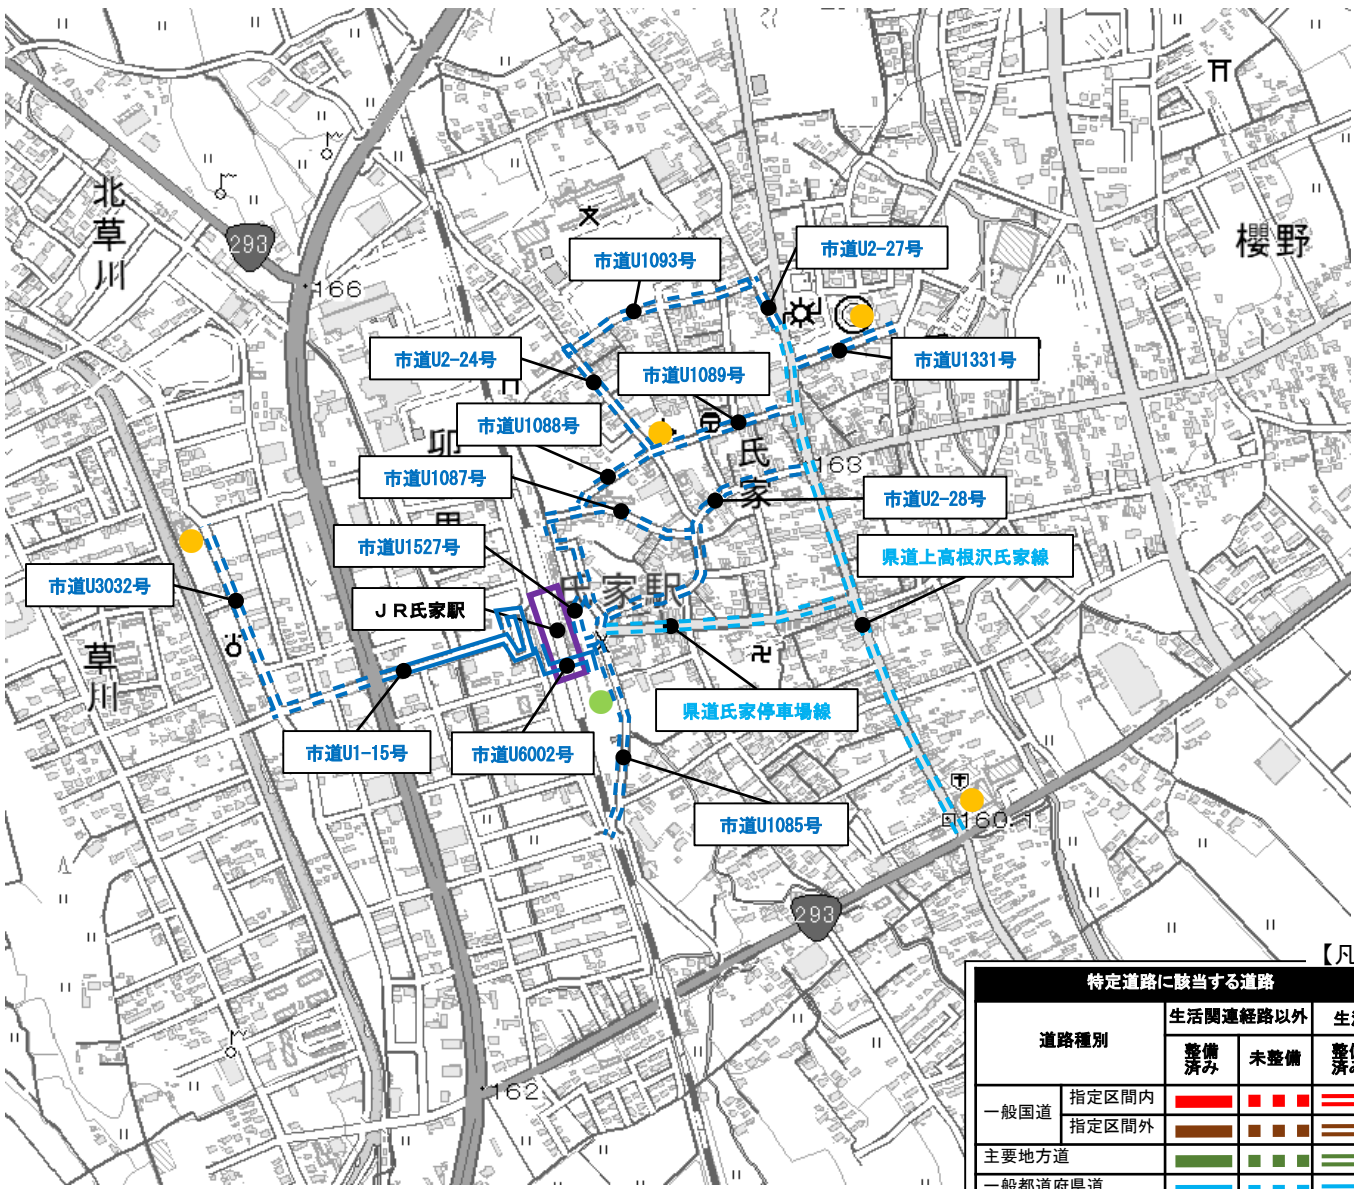 北草川
293
166
櫻野
市道U1093号
市道U2-27号
市道U2-24号
市道U1089号
市道U1331号
市道U1088号
氏家
163
市道U1087号
市道U2-28号
市道U1527号
県道上高根沢氏家線
市道U3032号
JR氏家駅
氏家駅
草川
県道氏家停車場線
市道U1-15号
市道U6002号
市道U1085号
160.1
293
162
【凡
特定道路に該当する道路
道路種別
生活関連経路以外
生
整備済み
未整備
整
済
一般国道
指定区間内
指定区間外
主要地方道
一般都道府県道